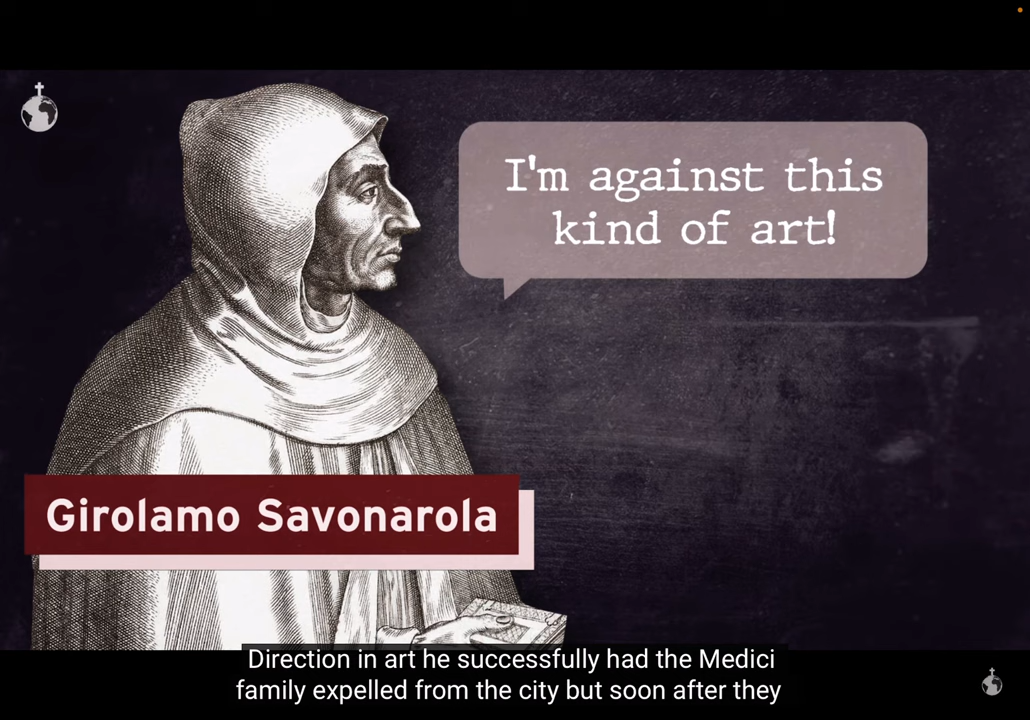 I'm against this
kind of art!
Girolamo Savonarola
Direction in art he successfully had the Medici
family expelled from the city but soon after they